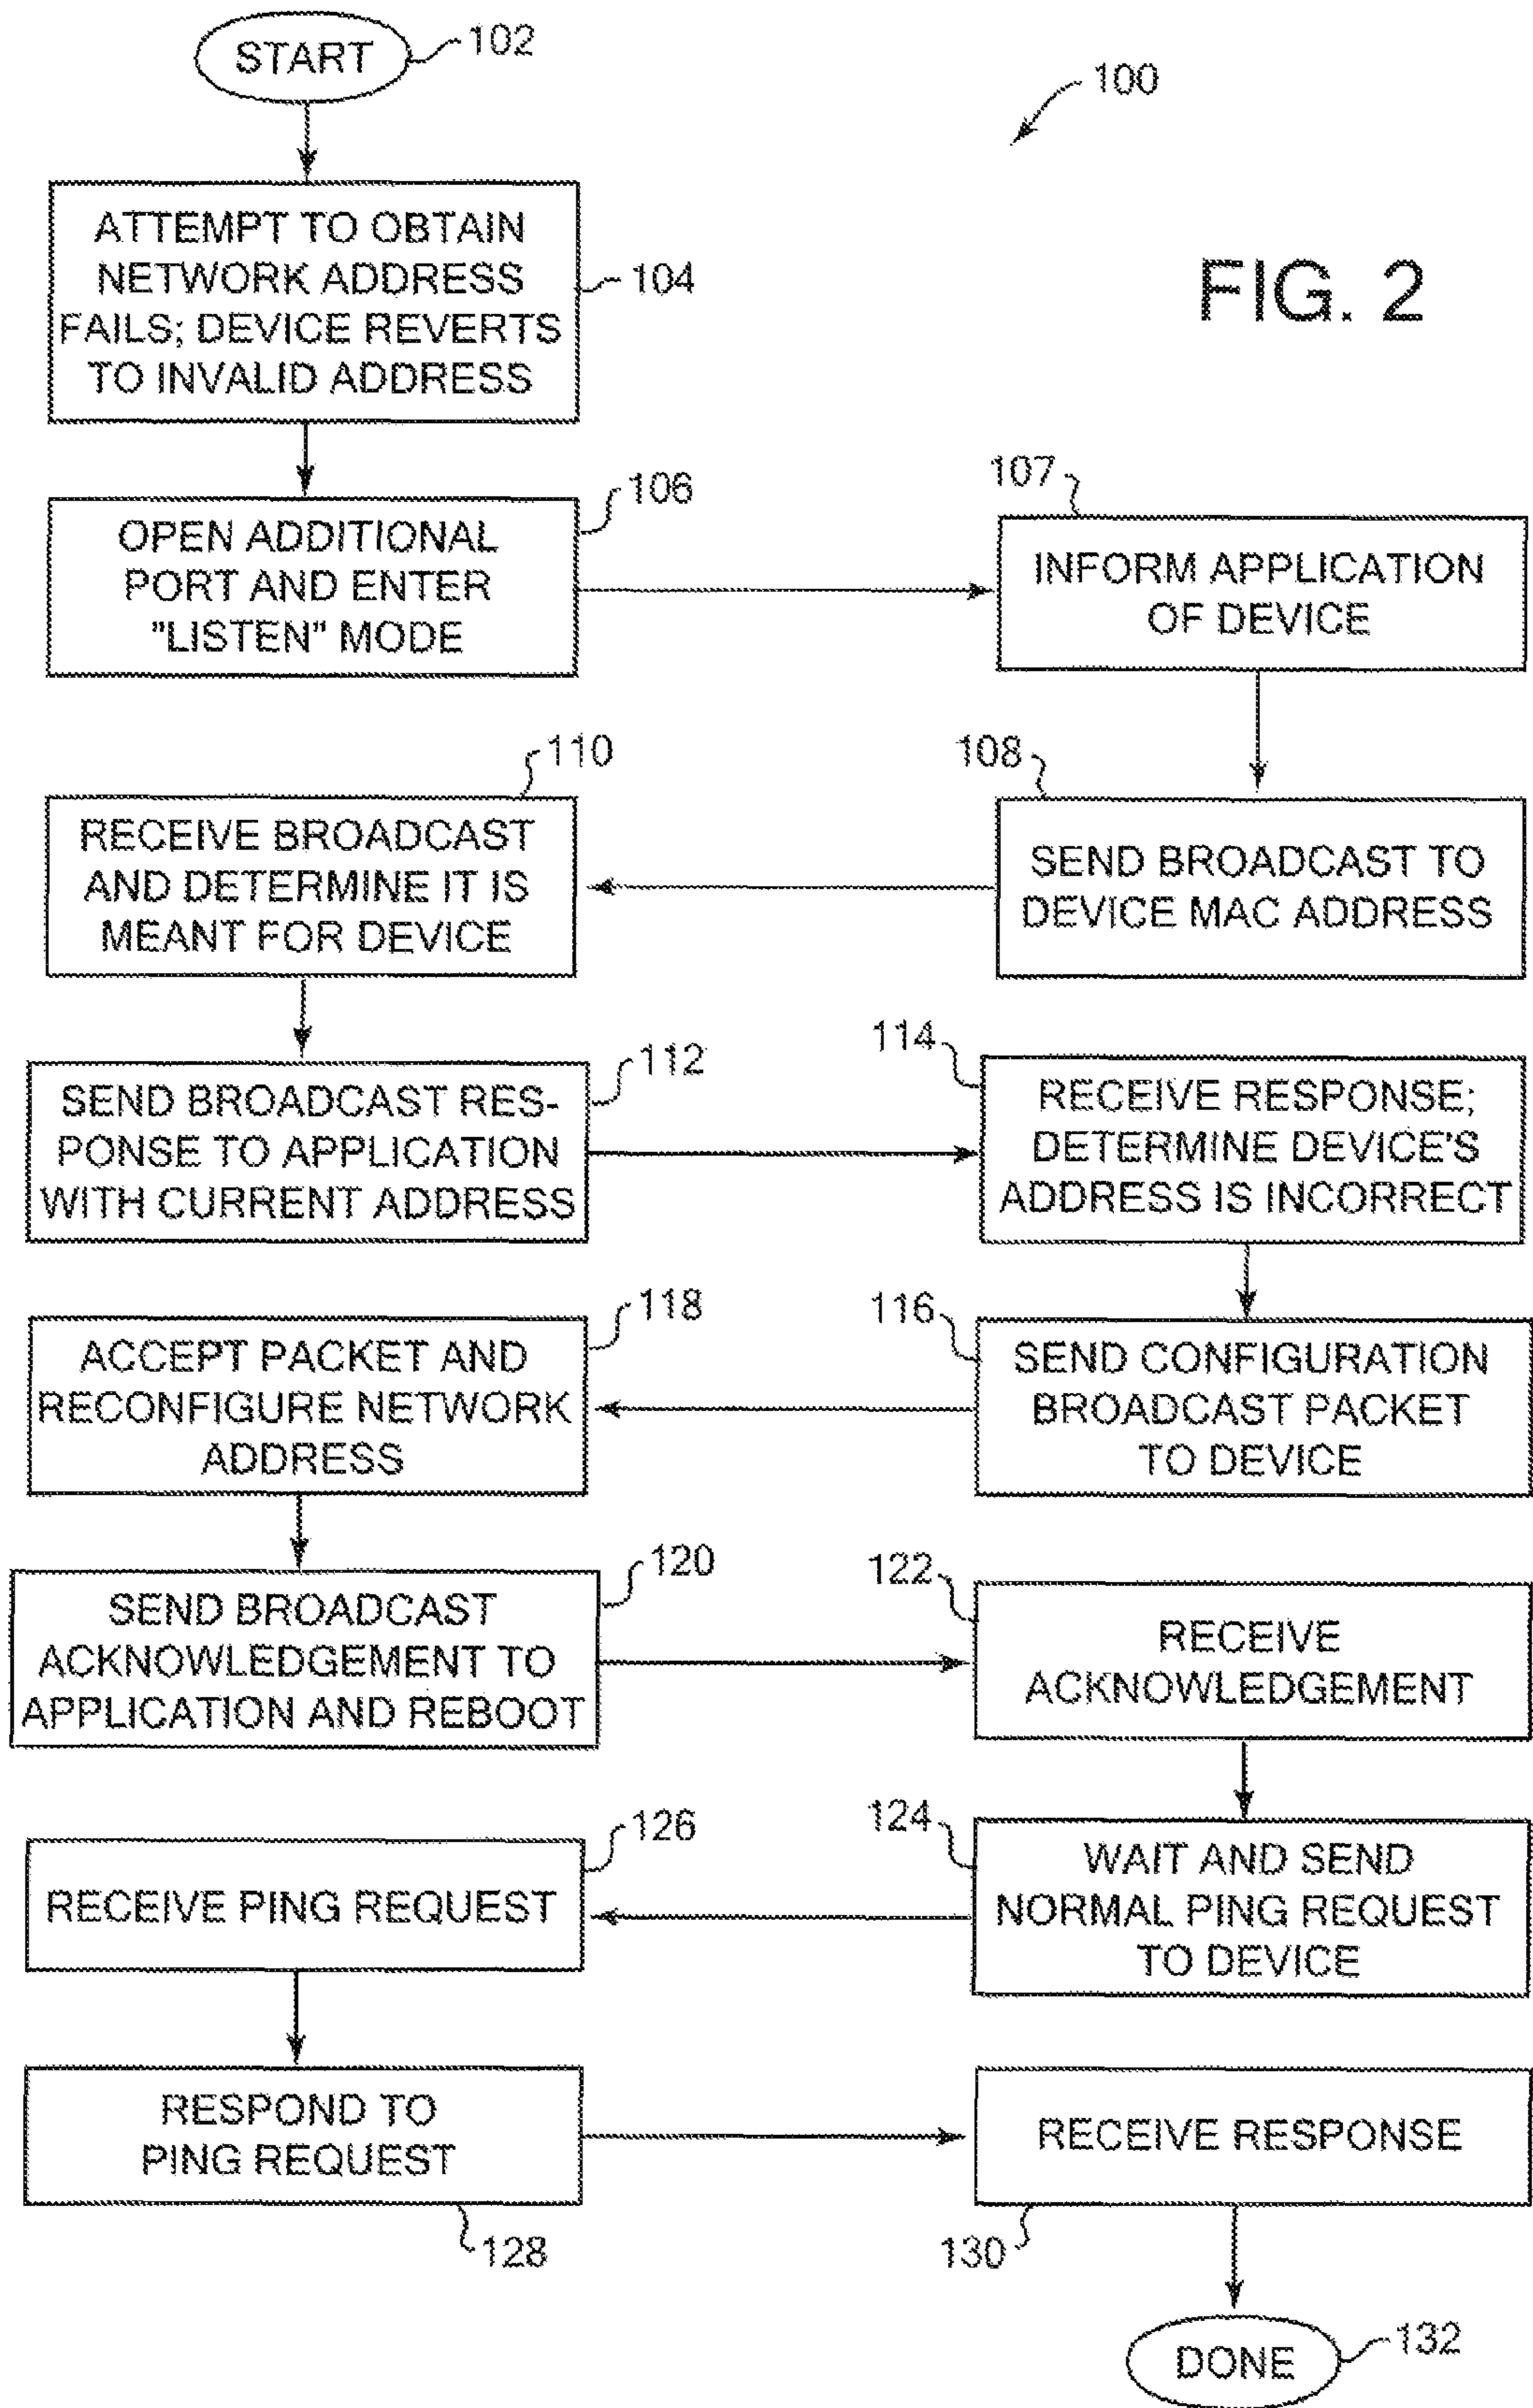 START
102
100
ATTEMPT TO OBTAIN
NETWORK ADDRESS
FAILS; DEVICE REVERTS
TO INVALID ADDRESS
104
FIG. 2
106
OPEN ADDITIONAL
PORT AND ENTER
"LISTEN" MODE
107
INFORM APPLICATION
OF DEVICE
110
RECEIVE BROADCAST
AND DETERMINE IT IS
MEANT FOR DEVICE
108
SEND BROADCAST TO
DEVICE MAC ADDRESS
112
SEND BROADCAST RES-
PONSE TO APPLICATION
WITH CURRENT ADDRESS
114
RECEIVE RESPONSE;
DETERMINE DEVICE'S
ADDRESS IS INCORRECT
118
ACCEPT PACKET AND
RECONFIGURE NETWORK
ADDRESS
116
SEND CONFIGURATION
BROADCAST PACKET
TO DEVICE
120
SEND BROADCAST
ACKNOWLEDGEMENT TO
APPLICATION AND REBOOT
122
RECEIVE
ACKNOWLEDGEMENT
126
RECEIVE PING REQUEST
124
WAIT AND SEND
NORMAL PING REQUEST
TO DEVICE
RESPOND TO
PING REQUEST
128
RECEIVE RESPONSE
130
DONE
132